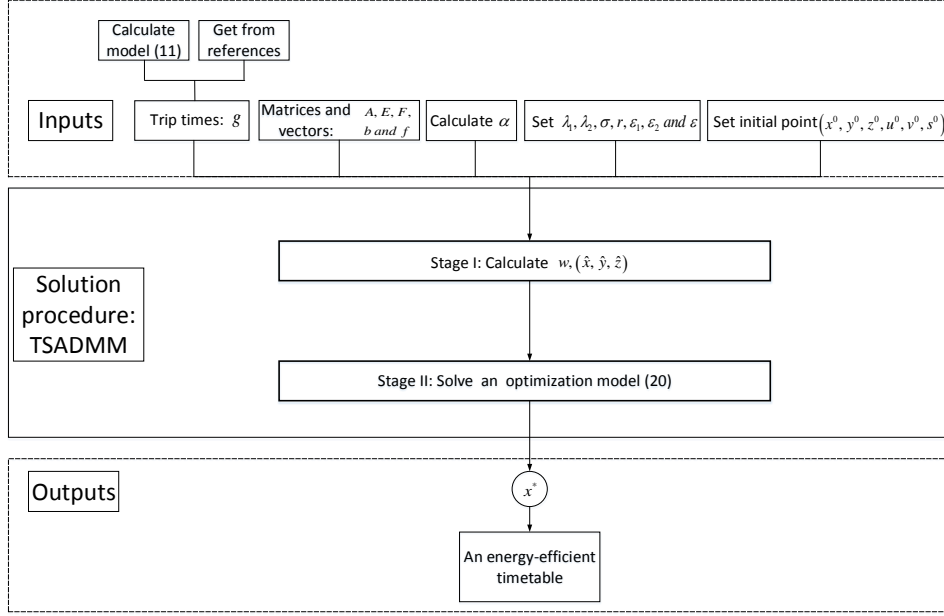 Calculate
model (11)
Get from
references
Inputs
Trip times: g
Matrices and
vectors:
A, E, F,
b and f
Calculate α
Set λ₁, λ₂, σ, r, ε₁, ε₂ and ε
Set initial point (x⁰, y⁰, z⁰, u⁰, v⁰, s⁰)
Solution
procedure:
TSADMM
Stage I: Calculate w, (x̂, ŷ, ẑ)
Stage II: Solve an optimization model (20)
Outputs
x*
An energy-efficient
timetable